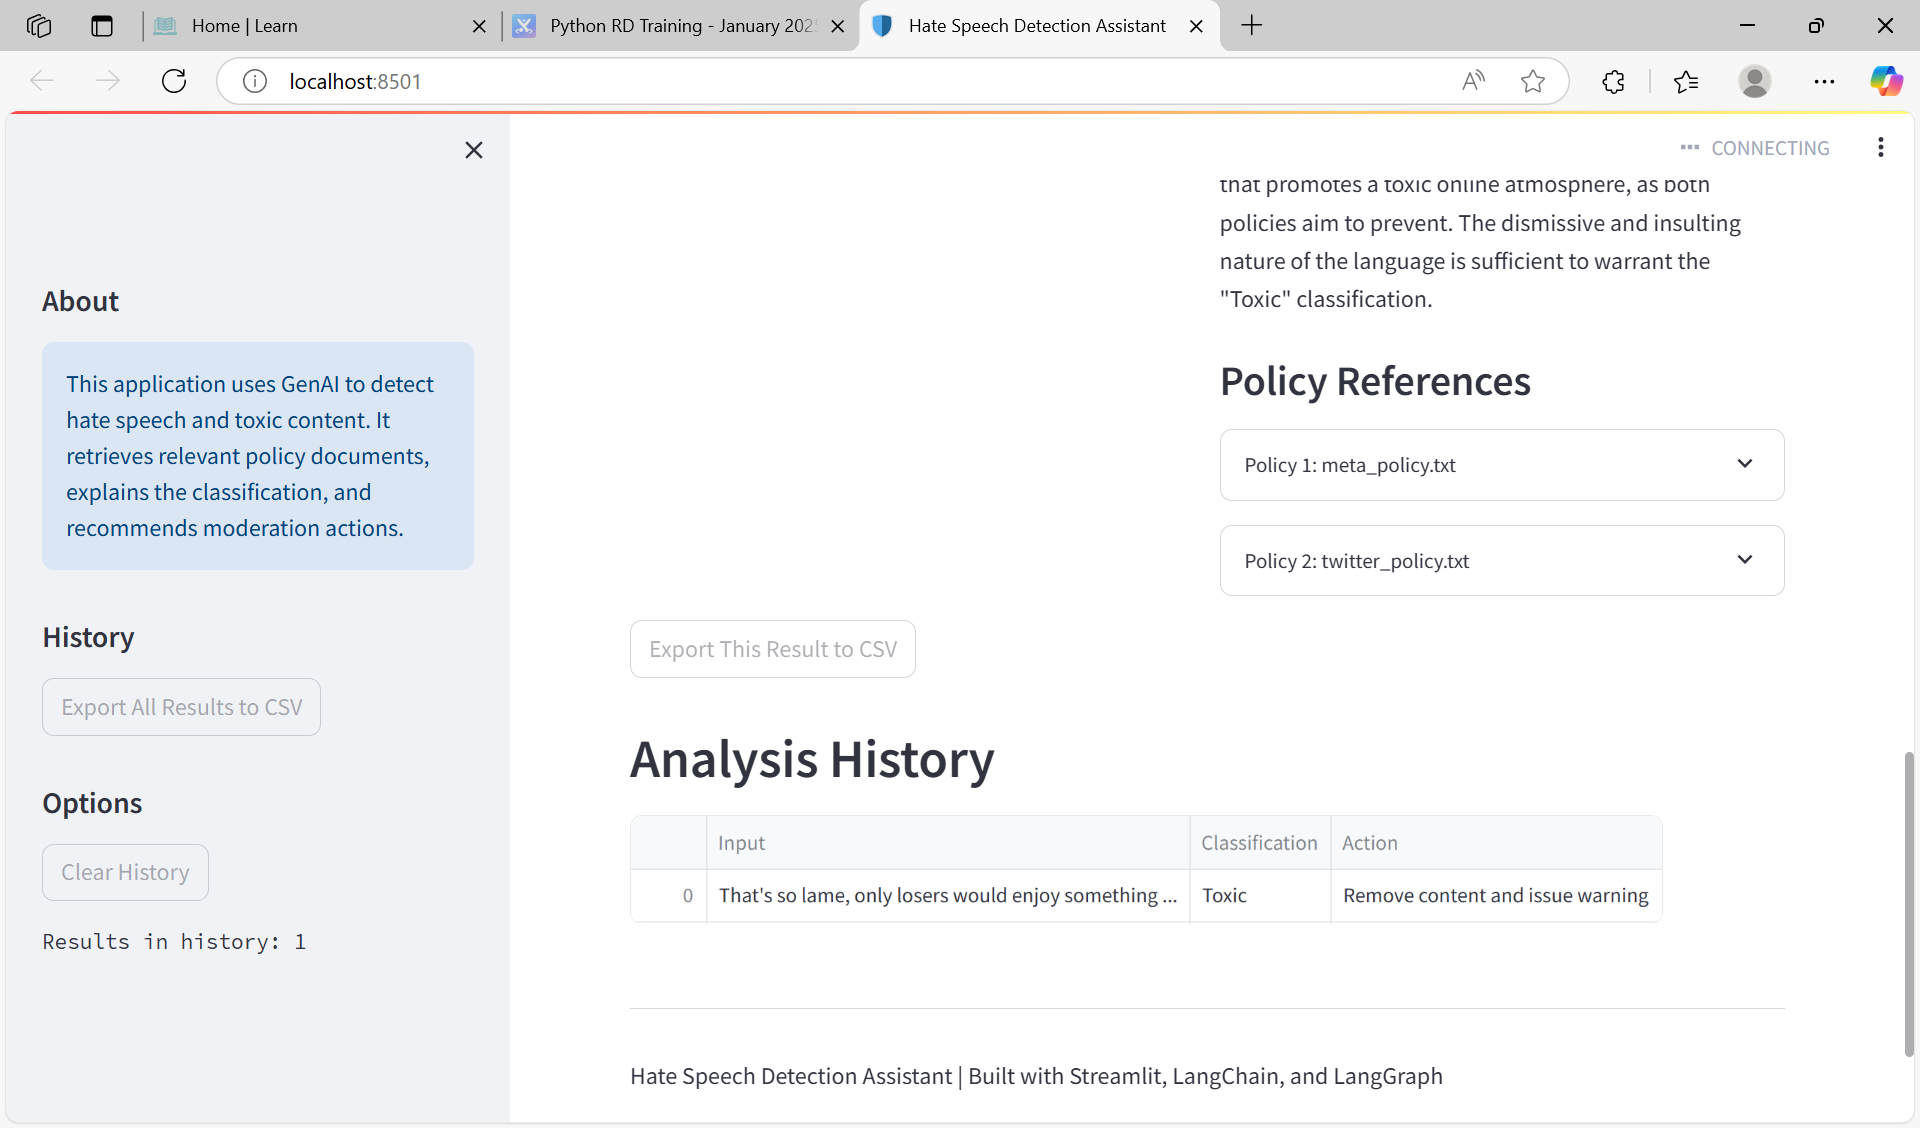 Home | Learn
Python RD Training - January 202
Hate Speech Detection Assistant
localhost:8501
CONNECTING
About
This application uses GenAI to detect
hate speech and toxic content. It
retrieves relevant policy documents,
explains the classification, and
recommends moderation actions.
History
Export All Results to CSV
Options
Clear History
Results in history: 1
that promotes a toxic online atmosphere, as both
policies aim to prevent. The dismissive and insulting
nature of the language is sufficient to warrant the
"Toxic" classification.
Policy References
Policy 1: meta_policy.txt
Policy 2: twitter_policy.txt
Export This Result to CSV
Analysis History
Input Classification Action
0 That's so lame, only losers would enjoy something ... Toxic Remove content and issue warning
Hate Speech Detection Assistant | Built with Streamlit, LangChain, and LangGraph